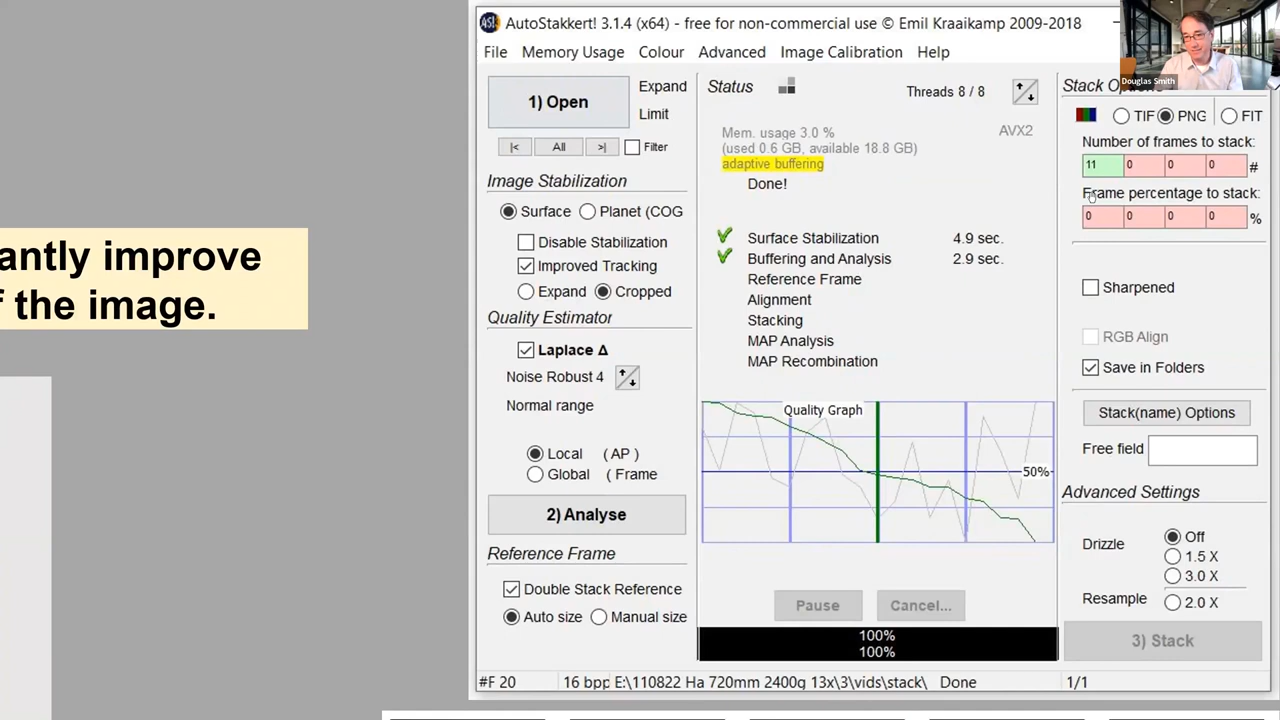 antly improve
f the image.
AS!
AutoStakkert! 3.1.4 (x64) - free for non-commercial use © Emil Kraaikamp 2009-2018
File Memory Usage Colour Advanced Image Calibration Help
Douglas Smith
1) Open
Expand
Limit
|< All >| Filter
Image Stabilization
Surface Planet (COG
Disable Stabilization
Improved Tracking
Expand Cropped
Quality Estimator
Laplace Δ
Noise Robust 4
Normal range
Local ( AP )
Global ( Frame
2) Analyse
Reference Frame
Double Stack Reference
Auto size Manual size
Status
Threads 8 / 8
Mem. usage 3.0 %
AVX2
(used 0.6 GB, available 18.8 GB)
adaptive buffering
Done!
Surface Stabilization 4.9 sec.
Buffering and Analysis 2.9 sec.
Reference Frame
Alignment
Stacking
MAP Analysis
MAP Recombination
Quality Graph
50%
Pause Cancel...
100%
100%
Stack Op
TIF PNG FIT
Number of frames to stack:
11 0 0 0 #
Frame percentage to stack:
0 0 0 0 %
Sharpened
RGB Align
Save in Folders
Stack(name) Options
Free field
Advanced Settings
Drizzle
Off
1.5 X
3.0 X
Resample 2.0 X
3) Stack
#F 20 16 bpp E:\110822 Ha 720mm 2400g 13x\3\vids\stack\ Done 1/1